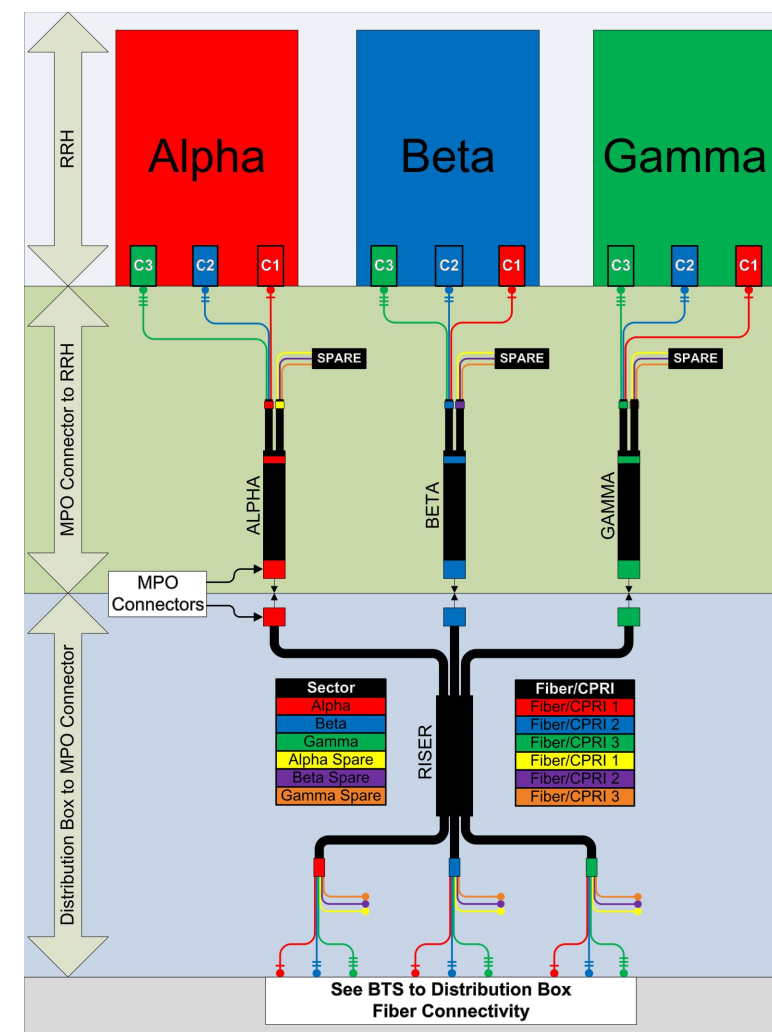 RRH
Alpha
Beta
Gamma
C3
C2
C1
C3
C2
C1
C3
C2
C1
MPO Connector to RRH
SPARE
SPARE
SPARE
ALPHA
BETA
GAMMA
MPO
Connectors
Distribution Box to MPO Connector
Sector
Alpha
Beta
Gamma
Alpha Spare
Beta Spare
Gamma Spare
RISER
Fiber/CPRI
Fiber/CPRI 1
Fiber/CPRI 2
Fiber/CPRI 3
Fiber/CPRI 1
Fiber/CPRI 2
Fiber/CPRI 3
See BTS to Distribution Box
Fiber Connectivity